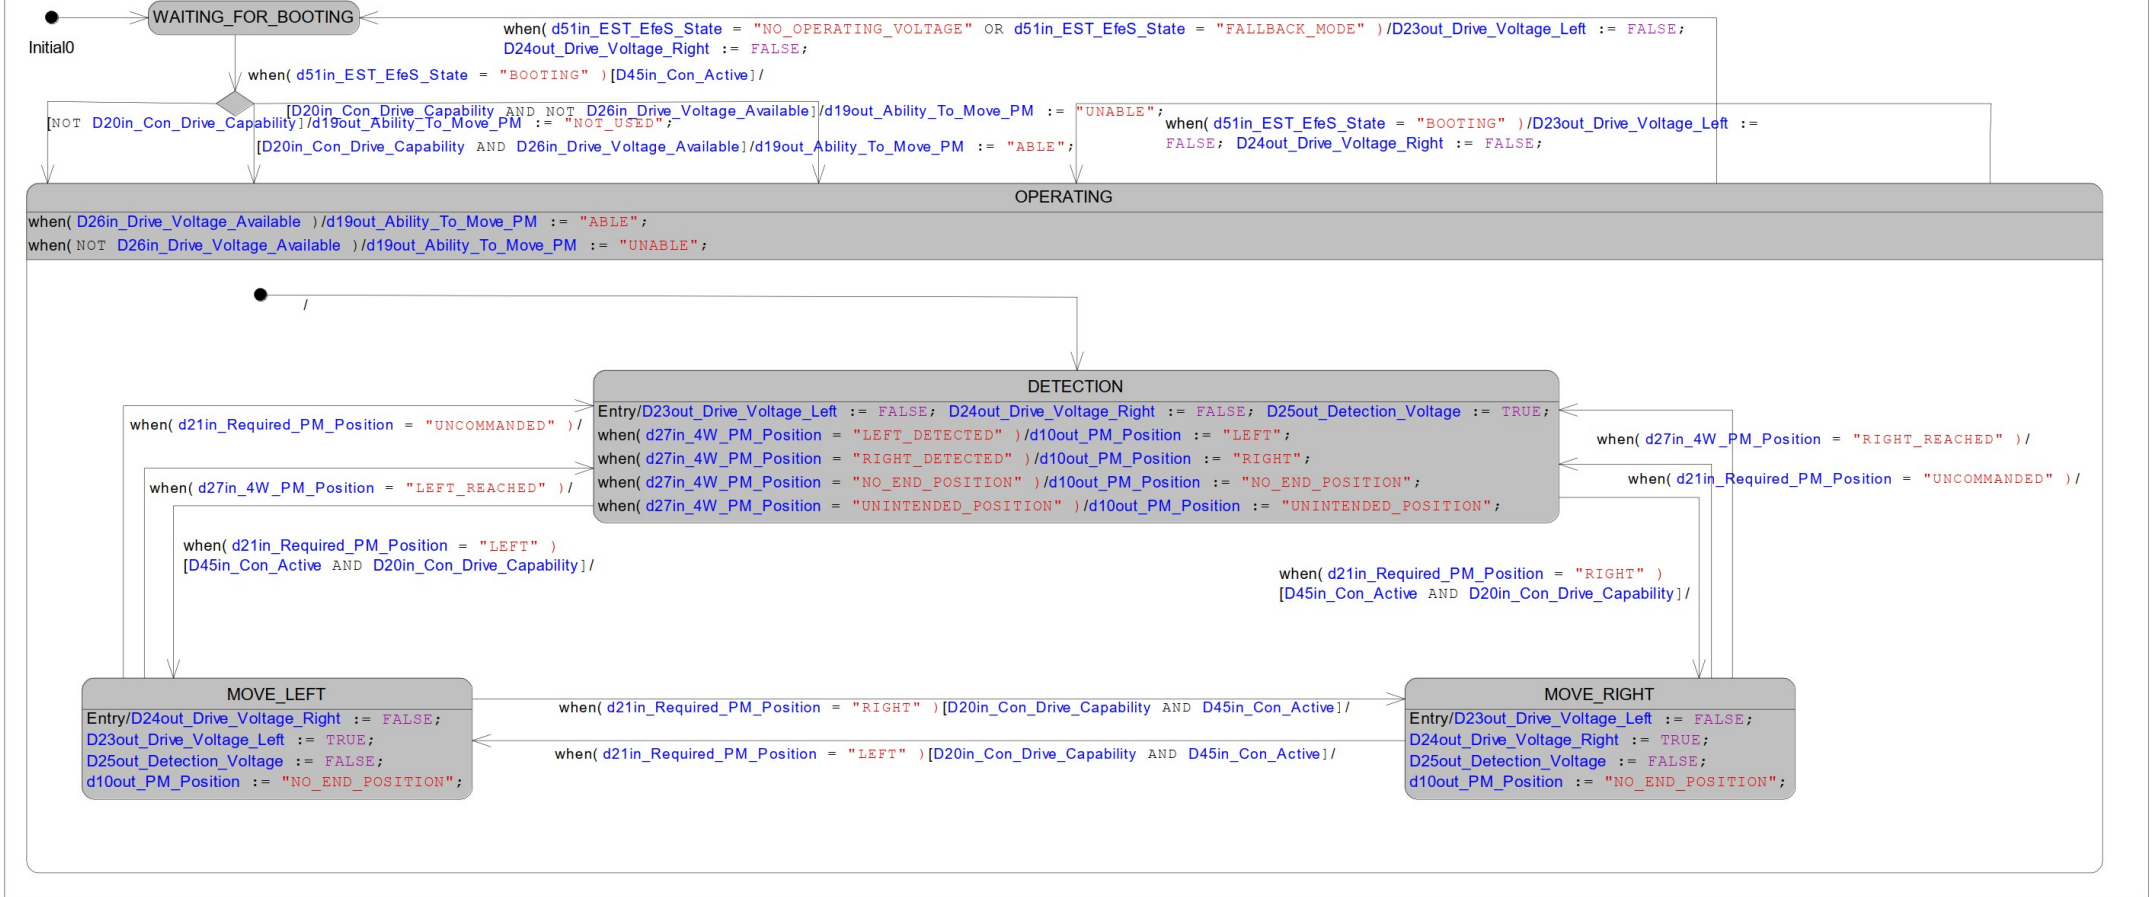 WAITING_FOR_BOOTING
Initial0
when( d51in_EST_EfeS_State = "NO_OPERATING_VOLTAGE" OR d51in_EST_EfeS_State = "FALLBACK_MODE" )/D23out_Drive_Voltage_Left := FALSE;
D24out_Drive_Voltage_Right := FALSE;
when( d51in_EST_EfeS_State = "BOOTING" )[D45in_Con_Active]/
[D20in_Con_Drive_Capability AND NOT D26in_Drive_Voltage_Available]/d19out_Ability_To_Move_PM := "UNABLE";
[NOT D20in_Con_Drive_Capability]/d19out_Ability_To_Move_PM := "NOT_USED";
[D20in_Con_Drive_Capability AND D26in_Drive_Voltage_Available]/d19out_Ability_To_Move_PM := "ABLE";
when( d51in_EST_EfeS_State = "BOOTING" )/D23out_Drive_Voltage_Left :=
FALSE; D24out_Drive_Voltage_Right := FALSE;
OPERATING
when( D26in_Drive_Voltage_Available )/d19out_Ability_To_Move_PM := "ABLE";
when( NOT D26in_Drive_Voltage_Available )/d19out_Ability_To_Move_PM := "UNABLE";
/
DETECTION
Entry/D23out_Drive_Voltage_Left := FALSE; D24out_Drive_Voltage_Right := FALSE; D25out_Detection_Voltage := TRUE;
when( d27in_4W_PM_Position = "LEFT_DETECTED" )/d10out_PM_Position := "LEFT";
when( d27in_4W_PM_Position = "RIGHT_DETECTED" )/d10out_PM_Position := "RIGHT";
when( d27in_4W_PM_Position = "NO_END_POSITION" )/d10out_PM_Position := "NO_END_POSITION";
when( d27in_4W_PM_Position = "UNINTENDED_POSITION" )/d10out_PM_Position := "UNINTENDED_POSITION";
when( d21in_Required_PM_Position = "UNCOMMANDED" )/
when( d27in_4W_PM_Position = "LEFT_REACHED" )/
when( d21in_Required_PM_Position = "LEFT" )
[D45in_Con_Active AND D20in_Con_Drive_Capability]/
when( d27in_4W_PM_Position = "RIGHT_REACHED" )/
when( d21in_Required_PM_Position = "UNCOMMANDED" )/
when( d21in_Required_PM_Position = "RIGHT" )
[D45in_Con_Active AND D20in_Con_Drive_Capability]/
MOVE_LEFT
Entry/D24out_Drive_Voltage_Right := FALSE;
D23out_Drive_Voltage_Left := TRUE;
D25out_Detection_Voltage := FALSE;
d10out_PM_Position := "NO_END_POSITION";
when( d21in_Required_PM_Position = "RIGHT" )[D20in_Con_Drive_Capability AND D45in_Con_Active]/
when( d21in_Required_PM_Position = "LEFT" )[D20in_Con_Drive_Capability AND D45in_Con_Active]/
MOVE_RIGHT
Entry/D23out_Drive_Voltage_Left := FALSE;
D24out_Drive_Voltage_Right := TRUE;
D25out_Detection_Voltage := FALSE;
d10out_PM_Position := "NO_END_POSITION";